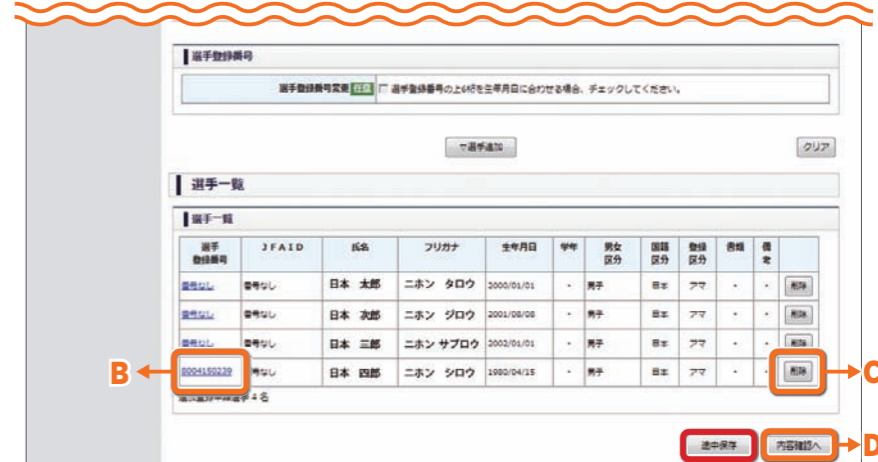 選手登録番号
選手登録番号変更 任意 選手登録番号の上6桁を生年月日に合わせる場合、チェックしてください。
▽選手追加 クリア
選手一覧
選手一覧
選手登録番号 JFAID 氏名 フリガナ 生年月日 学年 男女区分 国籍区分 登録区分 書類 備考
番号なし 番号なし 日本 太郎 ニホン タロウ 2000/01/01 - 男子 日本 アマ - - 削除
番号なし 番号なし 日本 次郎 ニホン ジロウ 2001/08/08 - 男子 日本 アマ - - 削除
番号なし 番号なし 日本 三郎 ニホン サブロウ 2002/01/01 - 男子 日本 アマ - - 削除
B 0004150239 番号なし 日本 四郎 ニホン シロウ 1980/04/15 - 男子 日本 アマ - - 削除 C
選手4名
途中保存 内容確認へ D